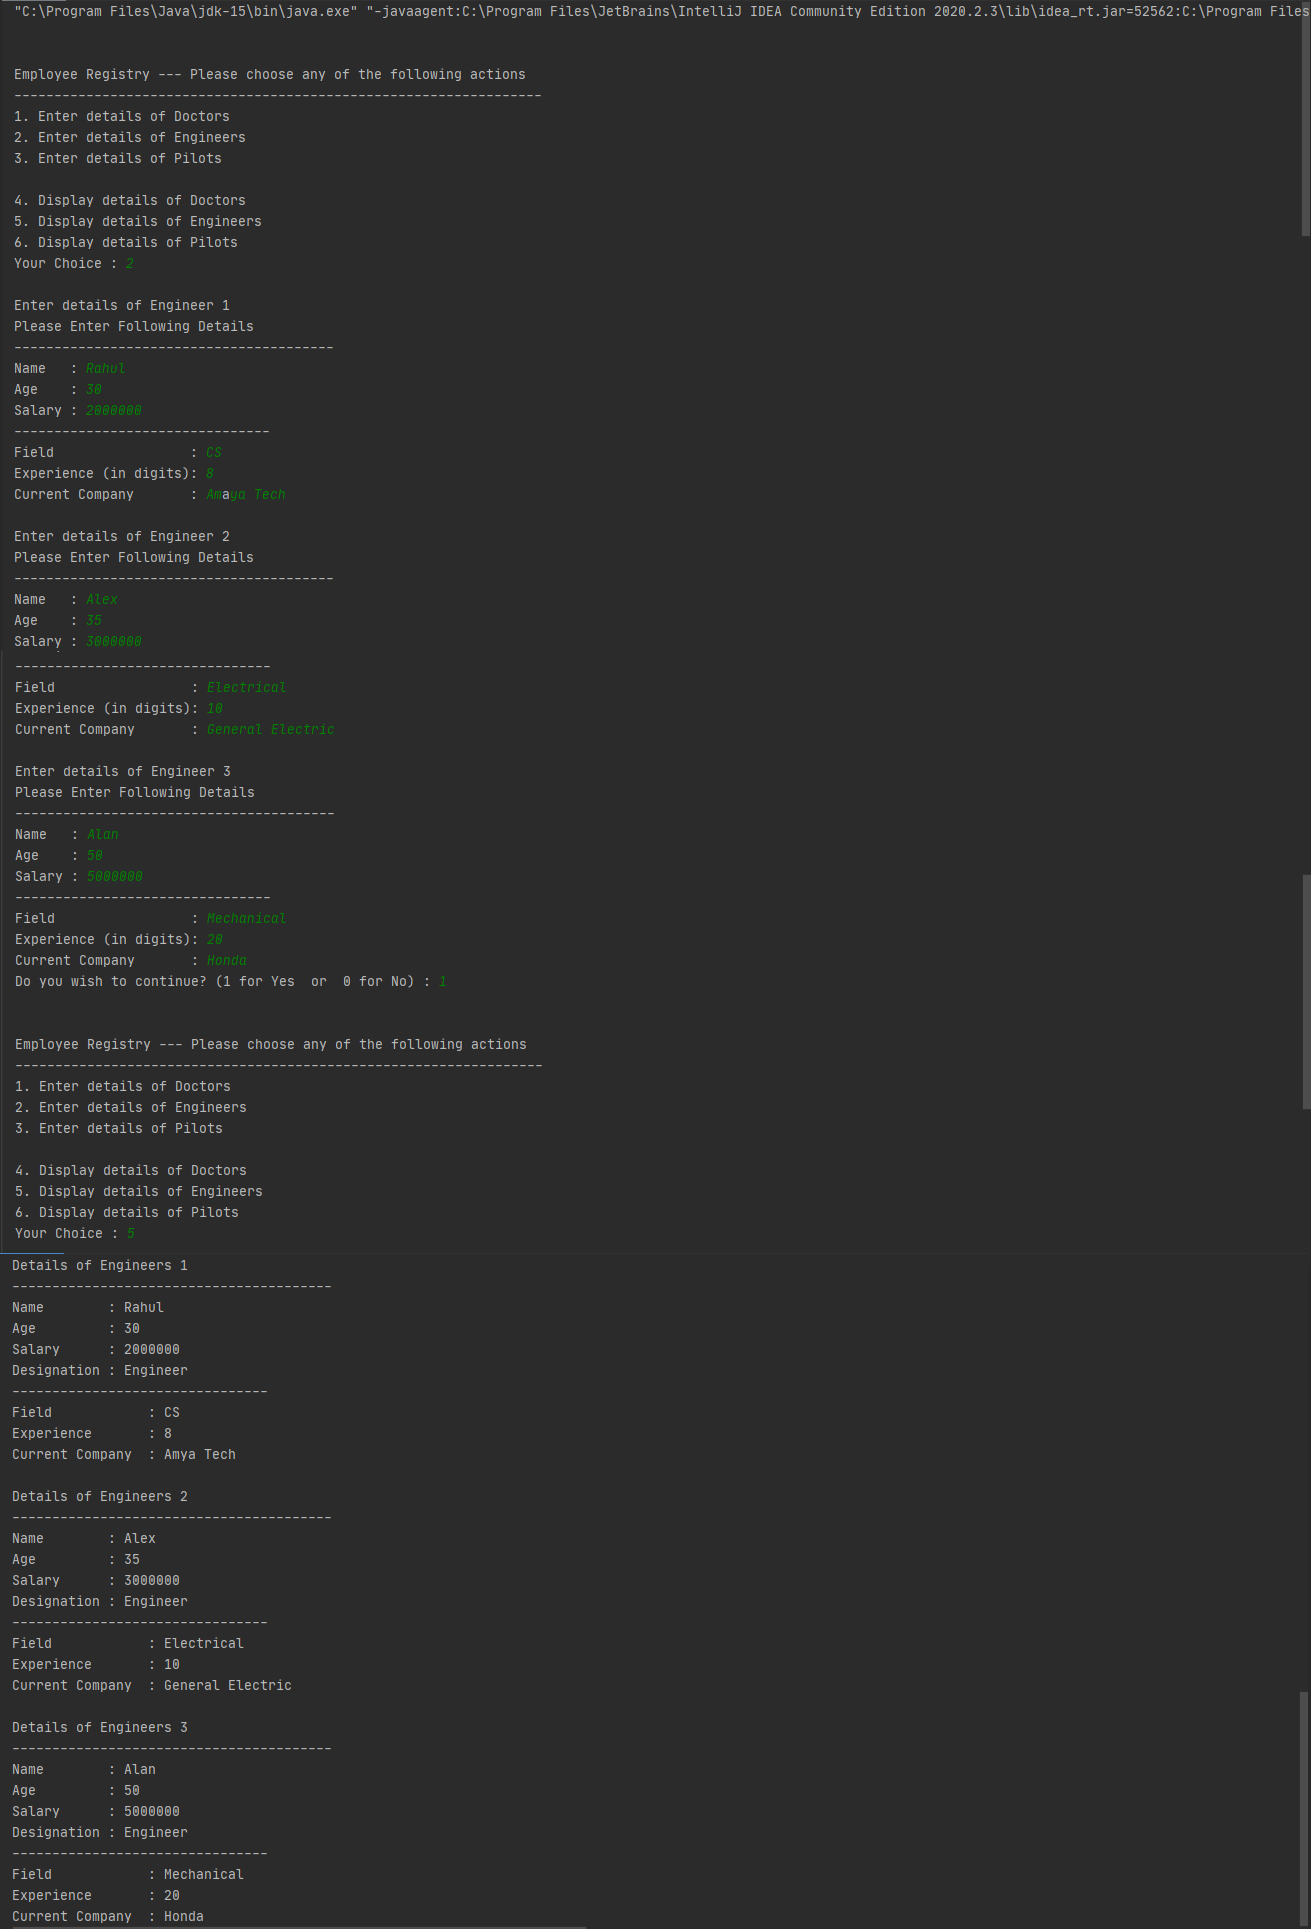 "C:\Program Files\Java\jdk-15\bin\java.exe" "-javaagent:C:\Program Files\JetBrains\IntelliJ IDEA Community Edition 2020.2.3\lib\idea_rt.jar=52562:C:\Program Files
Employee Registry --- Please choose any of the following actions
------------------------------------------------------------------
1. Enter details of Doctors
2. Enter details of Engineers
3. Enter details of Pilots
4. Display details of Doctors
5. Display details of Engineers
6. Display details of Pilots
Your Choice : 2
Enter details of Engineer 1
Please Enter Following Details
----------------------------------------
Name   : Rahul
Age    : 30
Salary : 2000000
--------------------------------
Field                 : CS
Experience (in digits): 8
Current Company       : Amaya Tech
Enter details of Engineer 2
Please Enter Following Details
----------------------------------------
Name   : Alex
Age    : 35
Salary : 3000000
--------------------------------
Field                 : Electrical
Experience (in digits): 10
Current Company       : General Electric
Enter details of Engineer 3
Please Enter Following Details
----------------------------------------
Name   : Alan
Age    : 50
Salary : 5000000
--------------------------------
Field                 : Mechanical
Experience (in digits): 20
Current Company       : Honda
Do you wish to continue? (1 for Yes  or  0 for No) : 1
Employee Registry --- Please choose any of the following actions
------------------------------------------------------------------
1. Enter details of Doctors
2. Enter details of Engineers
3. Enter details of Pilots
4. Display details of Doctors
5. Display details of Engineers
6. Display details of Pilots
Your Choice : 5
Details of Engineers 1
----------------------------------------
Name        : Rahul
Age         : 30
Salary      : 2000000
Designation : Engineer
--------------------------------
Field            : CS
Experience       : 8
Current Company  : Amya Tech
Details of Engineers 2
----------------------------------------
Name        : Alex
Age         : 35
Salary      : 3000000
Designation : Engineer
--------------------------------
Field            : Electrical
Experience       : 10
Current Company  : General Electric
Details of Engineers 3
----------------------------------------
Name        : Alan
Age         : 50
Salary      : 5000000
Designation : Engineer
--------------------------------
Field            : Mechanical
Experience       : 20
Current Company  : Honda